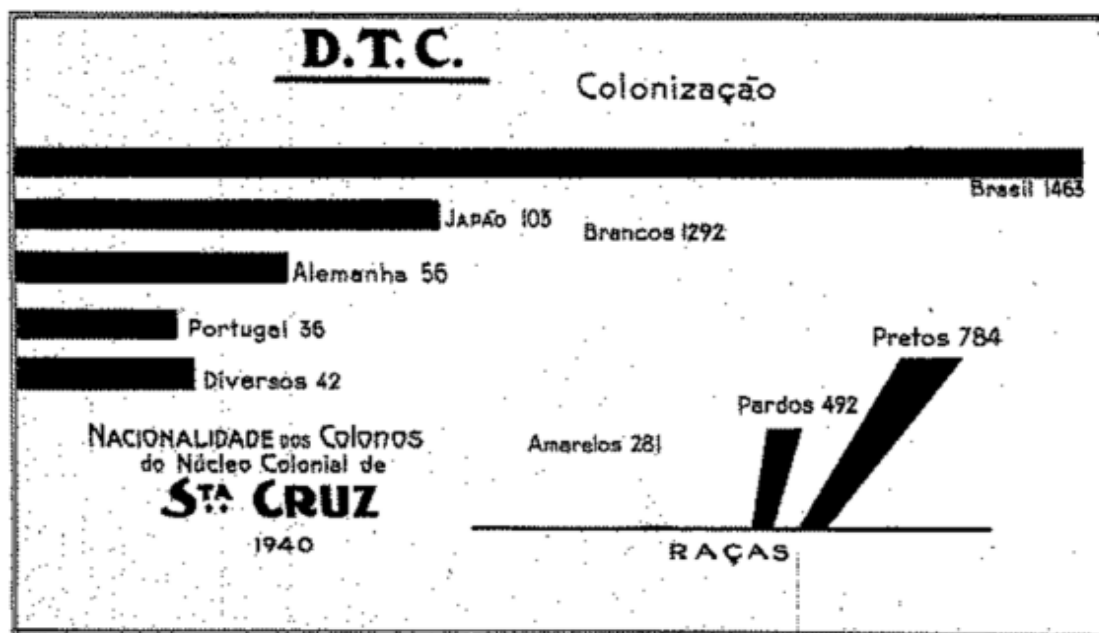 D.T.C.
Colonização
Brasil 1463
JAPÃO 103
Brancos 1292
Alemanha 56
Portugal 36
Diversos 42
Pretos 784
Pardos 492
Amarelos 281
NACIONALIDADE DOS Colonos
do Núcleo Colonial de
STA CRUZ
1940
RAÇAS